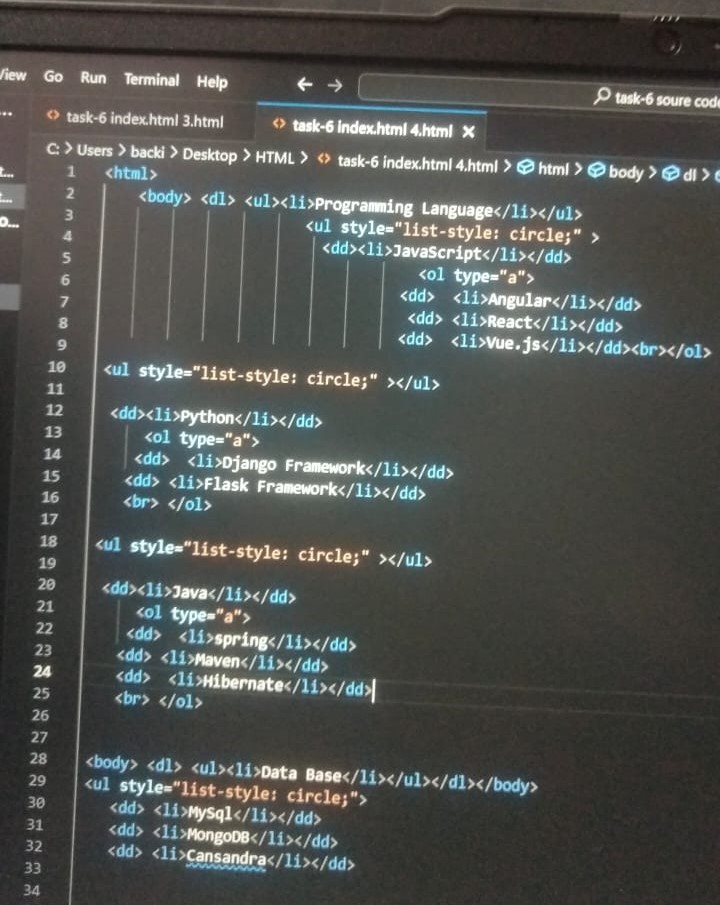 View Go Run Terminal Help ← → task-6 soure code
... <> task-6 index.html 3.html <> task-6 index.html 4.html ×
C: > Users > backi > Desktop > HTML > <> task-6 index.html 4.html > html > body > dl >
1 <html>
2 <body> <dl> <ul><li>Programming Language</li></ul>
3 <ul style="list-style: circle;" >
4 <dd><li>JavaScript</li></dd>
5 <ol type="a">
6 <dd> <li>Angular</li></dd>
7 <dd> <li>React</li></dd>
8 <dd> <li>Vue.js</li></dd><br></ol>
9
10 <ul style="list-style: circle;" ></ul>
11
12 <dd><li>Python</li></dd>
13 <ol type="a">
14 <dd> <li>Django Framework</li></dd>
15 <dd> <li>Flask Framework</li></dd>
16 <br> </ol>
17
18 <ul style="list-style: circle;" ></ul>
19
20 <dd><li>Java</li></dd>
21 <ol type="a">
22 <dd> <li>spring</li></dd>
23 <dd> <li>Maven</li></dd>
24 <dd> <li>Hibernate</li></dd>
25 <br> </ol>
26
27
28 <body> <dl> <ul><li>Data Base</li></ul></dl></body>
29 <ul style="list-style: circle;">
30 <dd> <li>MySql</li></dd>
31 <dd> <li>MongoDB</li></dd>
32 <dd> <li>Cansandra</li></dd>
33
34